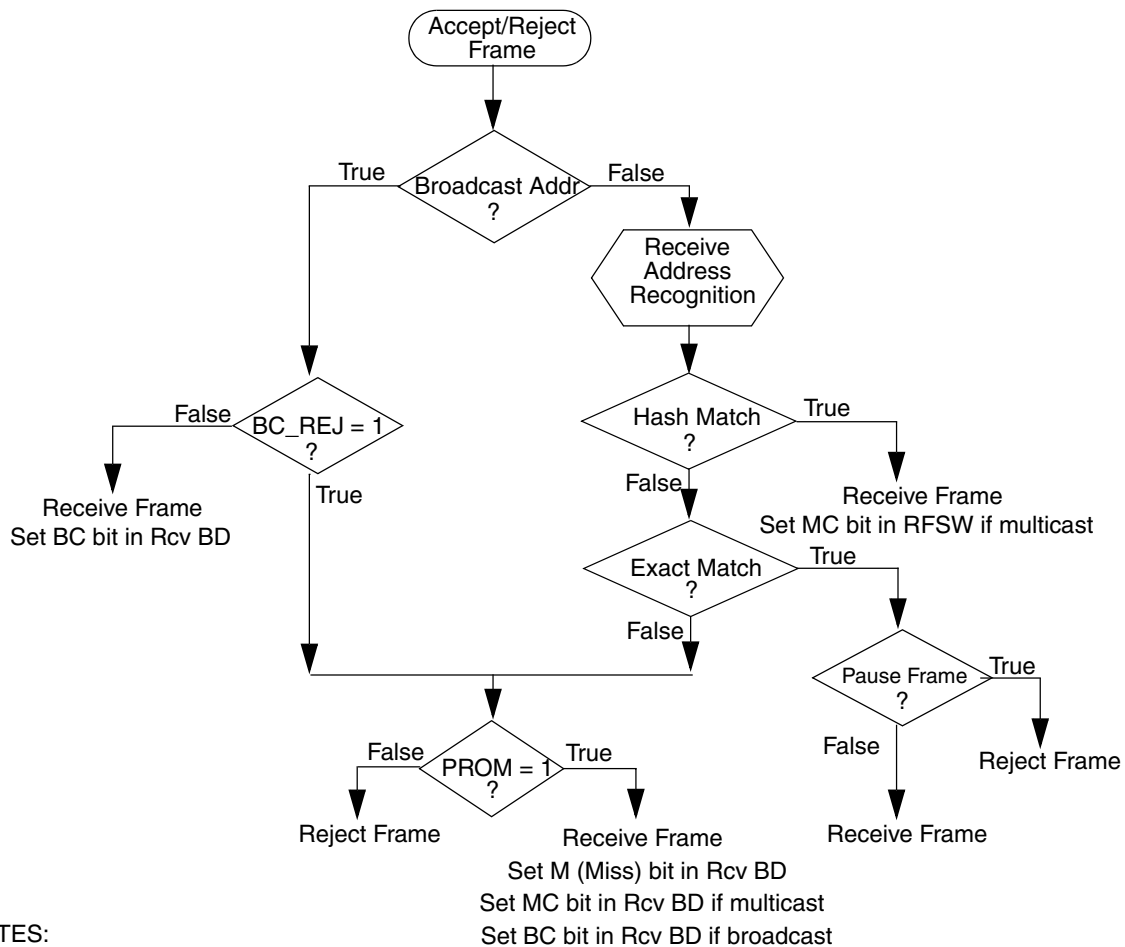 Accept/Reject
Frame
True
False
Broadcast Addr
?
Receive
Address
Recognition
False
BC_REJ = 1
?
True
Hash Match
?
True
False
Receive Frame
Set BC bit in Rcv BD
Receive Frame
Set MC bit in RFSW if multicast
Exact Match
?
True
False
Pause Frame
?
True
False
False
PROM = 1
?
True
Reject Frame
Reject Frame
Receive Frame
Set M (Miss) bit in Rcv BD
Set MC bit in Rcv BD if multicast
Set BC bit in Rcv BD if broadcast
Receive Frame
TES: